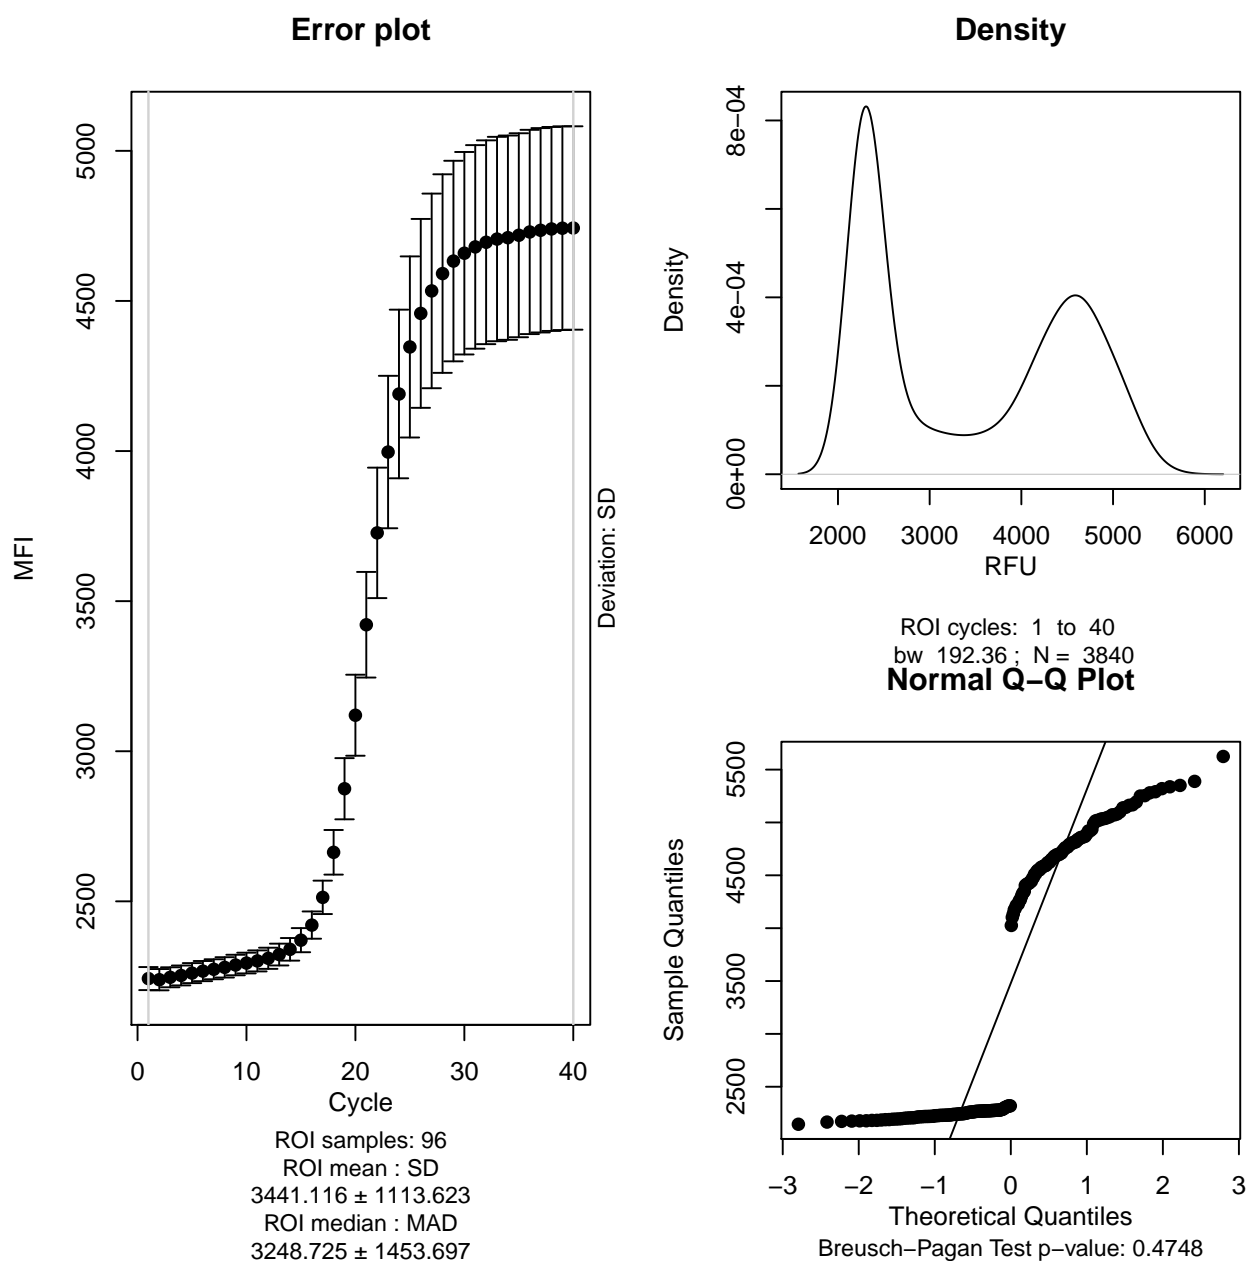 Error plot
MFI
5000
4500
4000
3500
3000
2500
0 10 20 30 40
Cycle
Deviation: SD
ROI samples: 96
ROI mean : SD
3441.116 ± 1113.623
ROI median : MAD
3248.725 ± 1453.697
Density
Density
8e−04
4e−04
0e+00
2000 3000 4000 5000 6000
RFU
ROI cycles: 1 to 40
bw 192.36 ; N = 3840
Normal Q−Q Plot
Sample Quantiles
5500
4500
3500
2500
−3 −2 −1 0 1 2 3
Theoretical Quantiles
Breusch−Pagan Test p−value: 0.4748